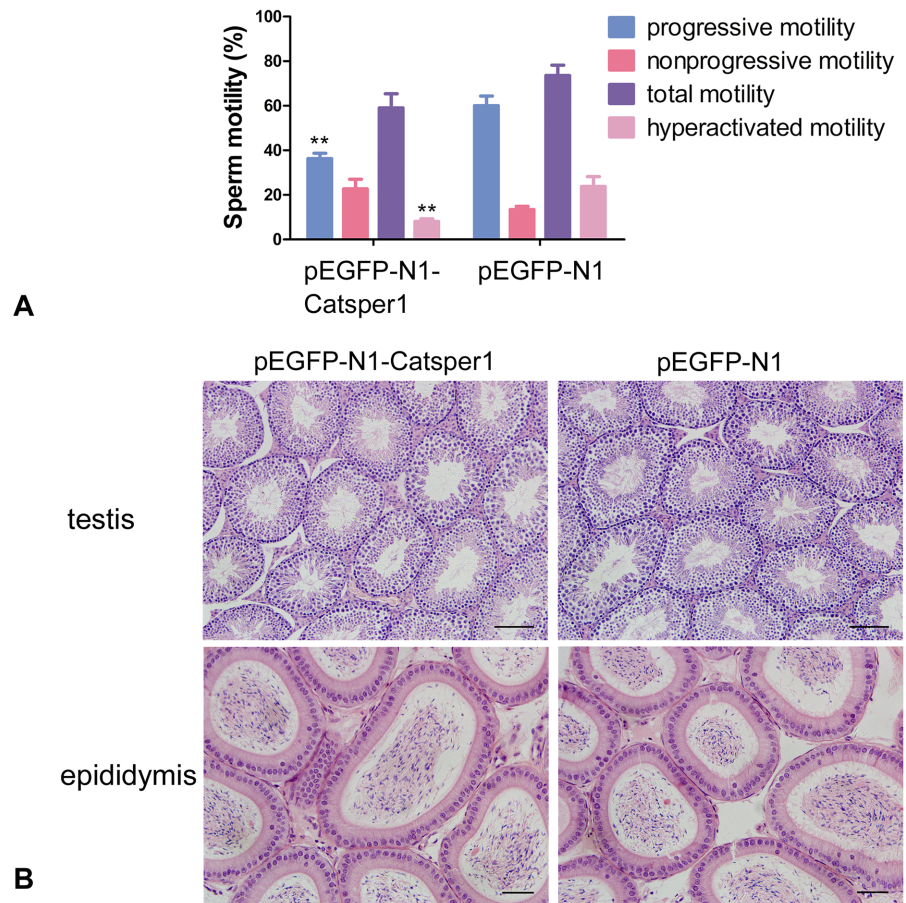 100
80
60
40
20
0
Sperm motility (%)
**
**
progressive motility
nonprogressive motility
total motility
hyperactivated motility
pEGFP-N1-
Catsper1
pEGFP-N1
A
pEGFP-N1-Catsper1
pEGFP-N1
testis
epididymis
B